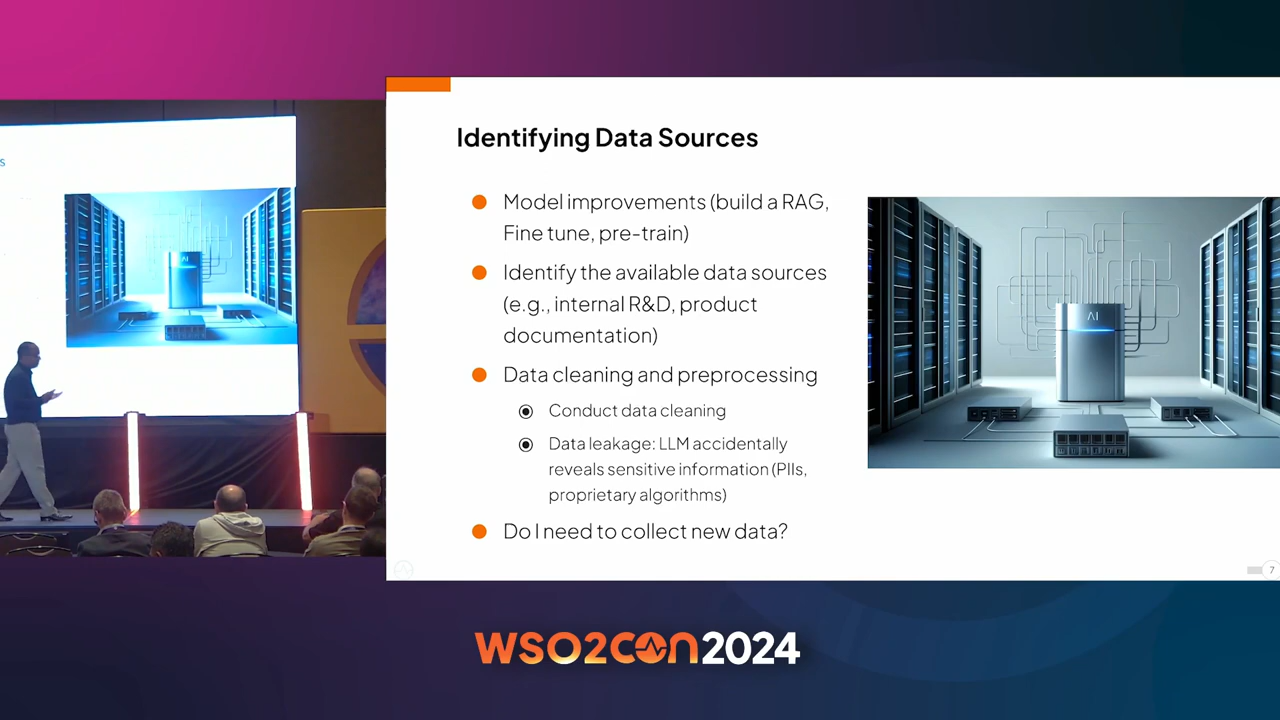 Identifying Data Sources
Model improvements (build a RAG,
Fine tune, pre-train)
Identify the available data sources
(e.g., internal R&D, product
documentation)
Data cleaning and preprocessing
Conduct data cleaning
Data leakage: LLM accidentally
reveals sensitive information (PIIs,
proprietary algorithms)
Do I need to collect new data?
AI
AI
s
7
WSO2CON2024